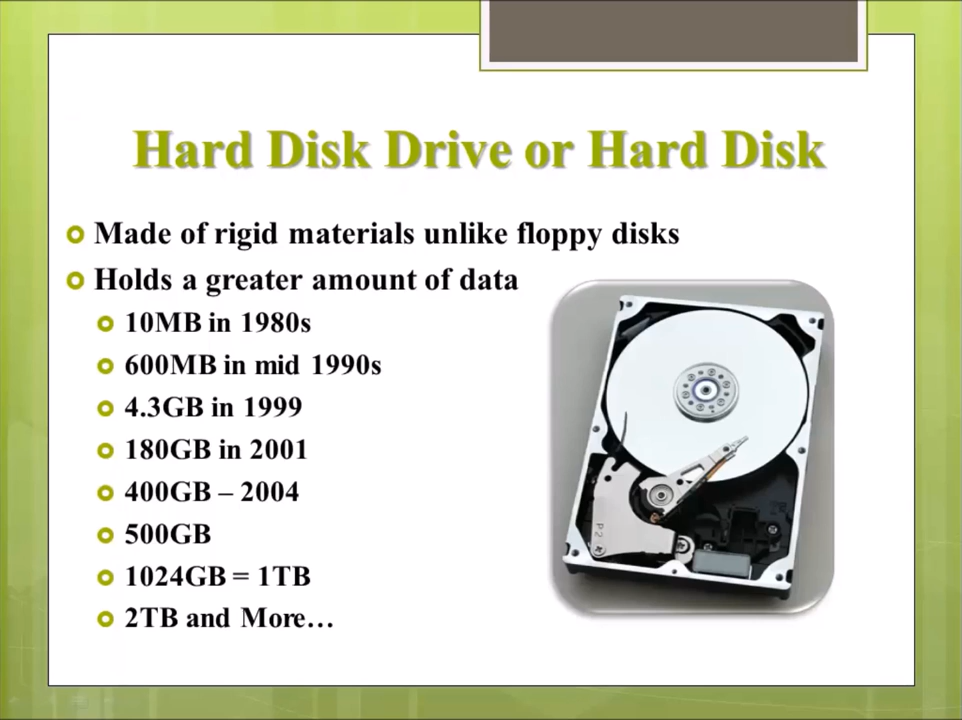 Hard Disk Drive or Hard Disk
Made of rigid materials unlike floppy disks
Holds a greater amount of data
10MB in 1980s
600MB in mid 1990s
4.3GB in 1999
180GB in 2001
400GB – 2004
500GB
1024GB = 1TB
2TB and More…
P2